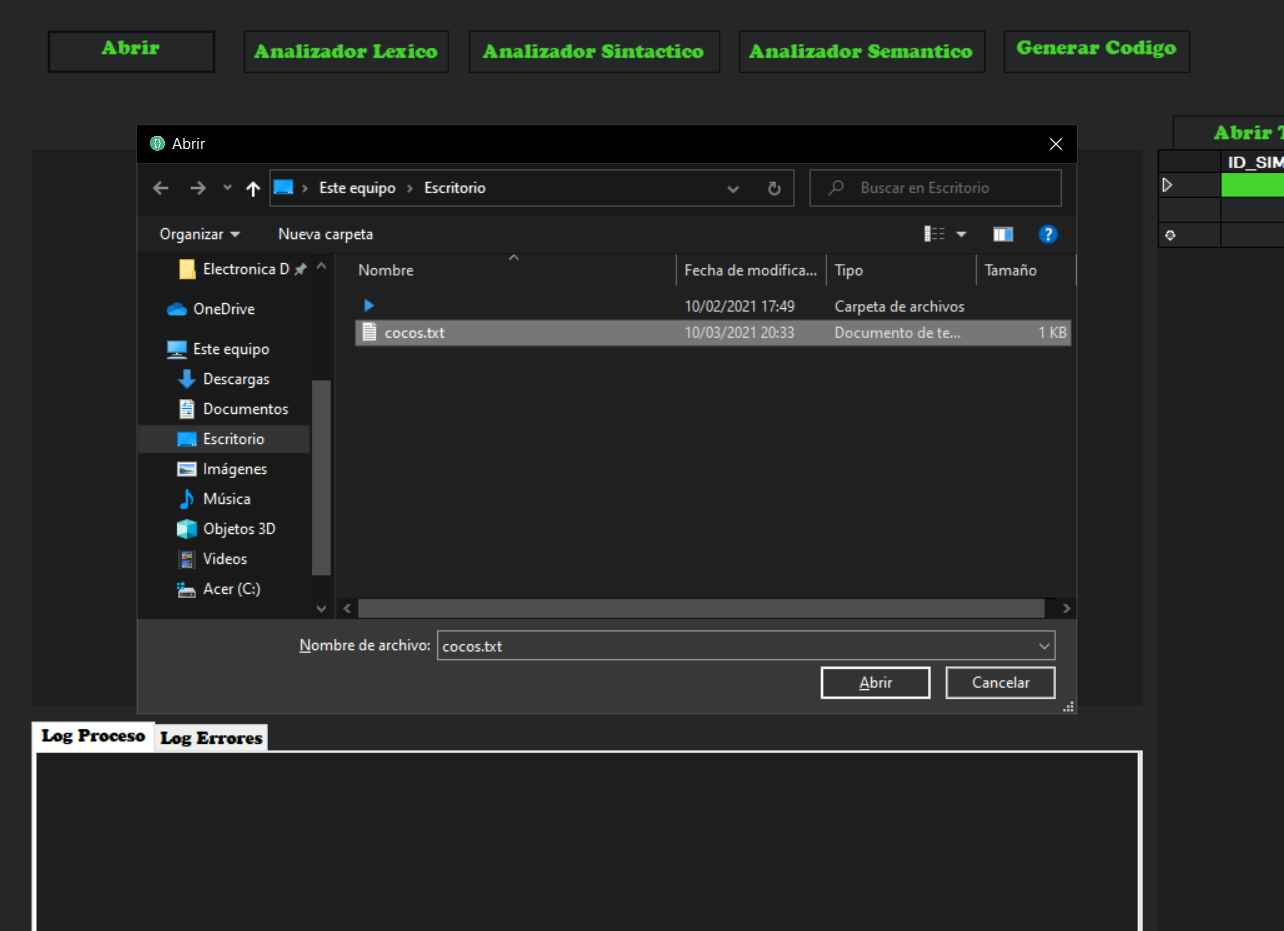 Abrir
Analizador Lexico
Analizador Sintactico
Analizador Semantico
Generar Codigo
Abrir
ID_SIM
Abrir
Este equipo
Escritorio
Buscar en Escritorio
Organizar
Nueva carpeta
?
Electronica D
OneDrive
Este equipo
Descargas
Documentos
Escritorio
Imágenes
Música
Objetos 3D
Videos
Acer (C:)
Nombre
Fecha de modifica...
Tipo
Tamaño
10/02/2021 17:49
Carpeta de archivos
cocos.txt
10/03/2021 20:33
Documento de te...
1 KB
Nombre de archivo:
cocos.txt
Abrir
Cancelar
Log Proceso
Log Errores